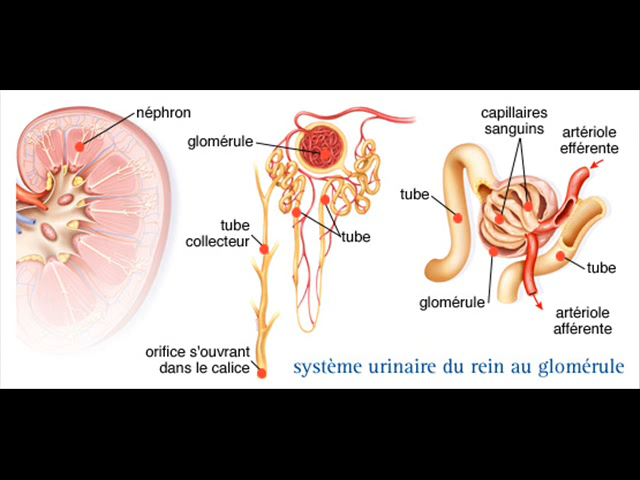 néphron
glomérule
tube
collecteur
tube
orifice s'ouvrant
dans le calice
capillaires
sanguins
artériole
efférente
tube
tube
glomérule
artériole
afférente
système urinaire du rein au glomérule